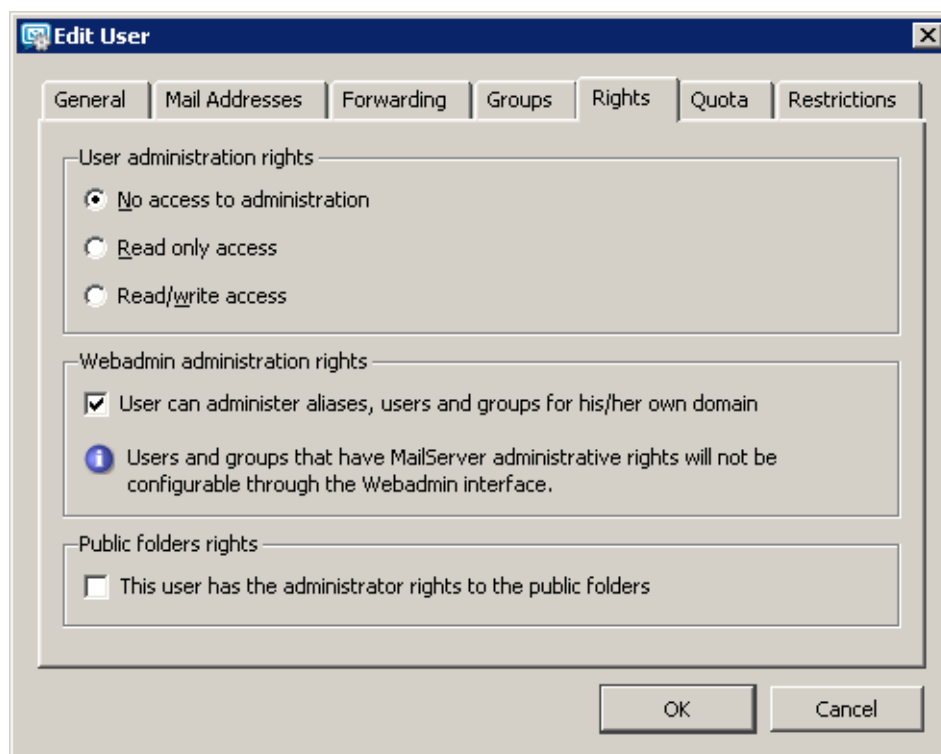 Edit User
General Mail Addresses Forwarding Groups Rights Quota Restrictions
User administration rights
No access to administration
Read only access
Read/write access
Webadmin administration rights
User can administer aliases, users and groups for his/her own domain
Users and groups that have MailServer administrative rights will not be
configurable through the Webadmin interface.
Public folders rights
This user has the administrator rights to the public folders
OK Cancel